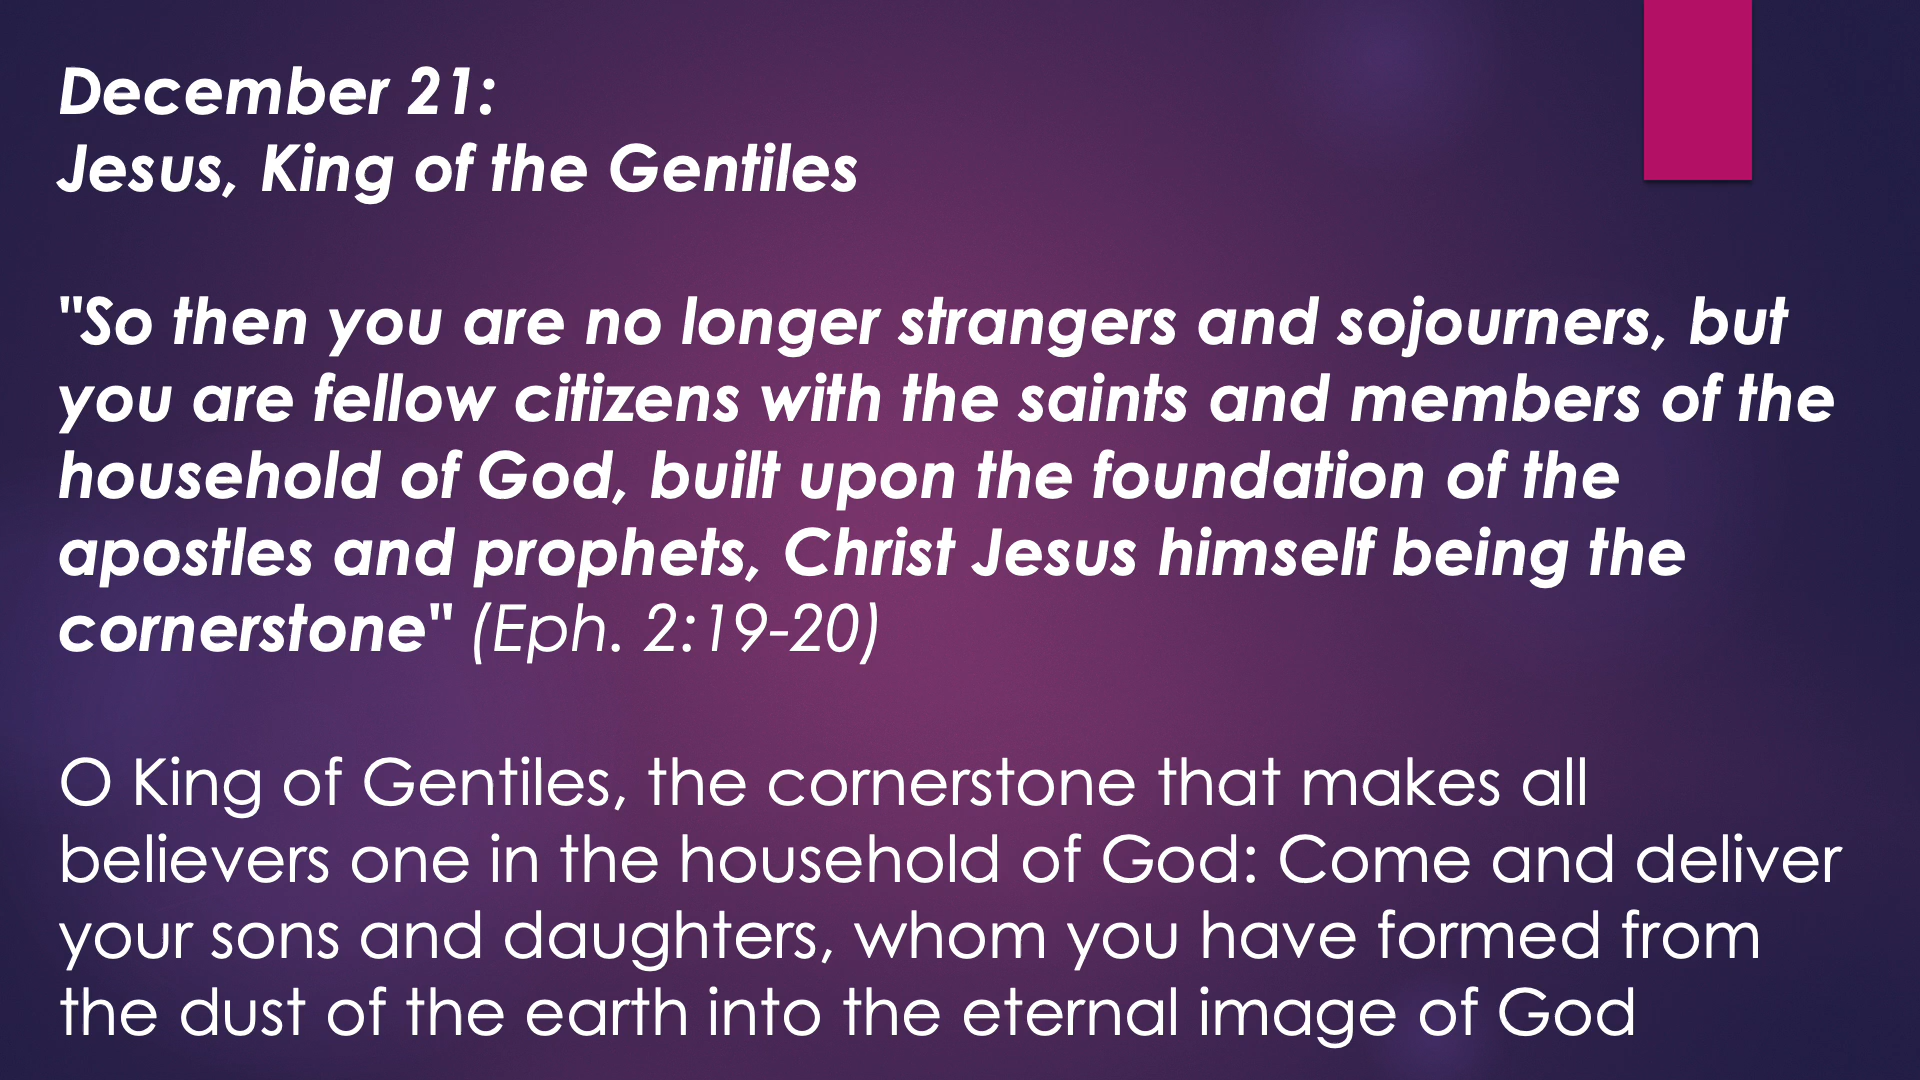 December 21:
Jesus, King of the Gentiles
"So then you are no longer strangers and sojourners, but
you are fellow citizens with the saints and members of the
household of God, built upon the foundation of the
apostles and prophets, Christ Jesus himself being the
cornerstone" (Eph. 2:19-20)
O King of Gentiles, the cornerstone that makes all
believers one in the household of God: Come and deliver
your sons and daughters, whom you have formed from
the dust of the earth into the eternal image of God